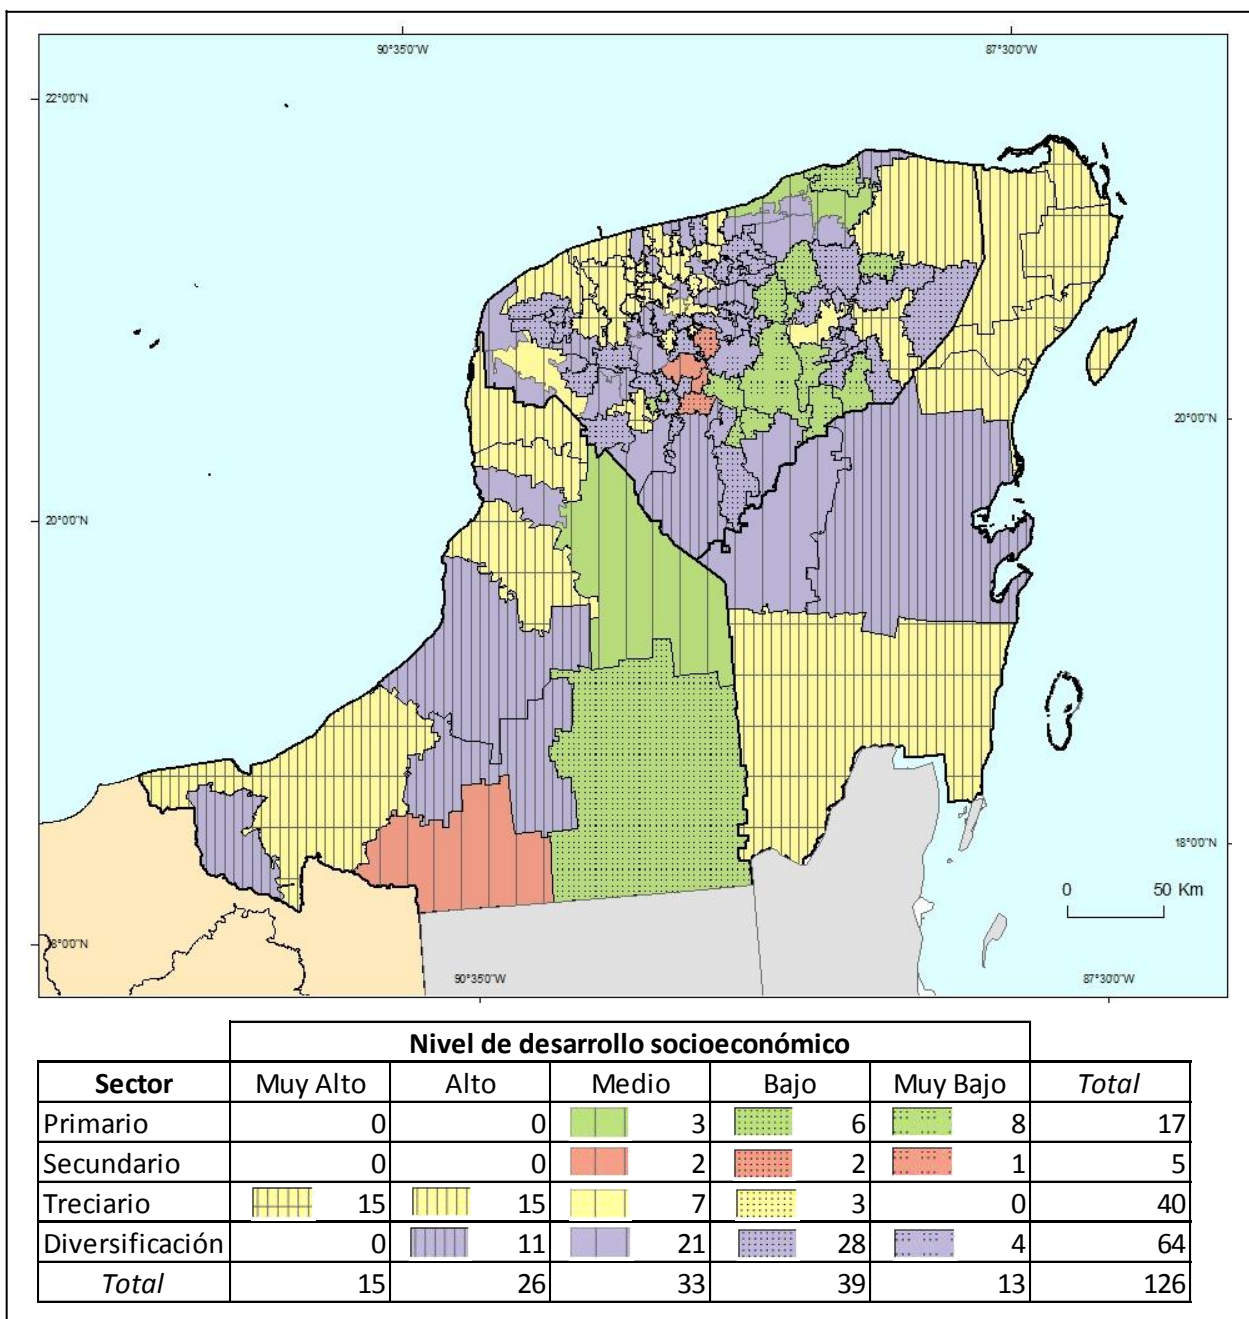 90°35'0"W 87°30'0"W
22°0'0"N
20°0'0"N
20°0'0"N
18°0'0"N
0 50 Km
18°0'0"N
90°35'0"W 87°30'0"W
Nivel de desarrollo socioeconómico
Sector Muy Alto Alto Medio Bajo Muy Bajo Total
Primario 0 0 3 6 8 17
Secundario 0 0 2 2 1 5
Treciario 15 15 7 3 0 40
Diversificación 0 11 21 28 4 64
Total 15 26 33 39 13 126